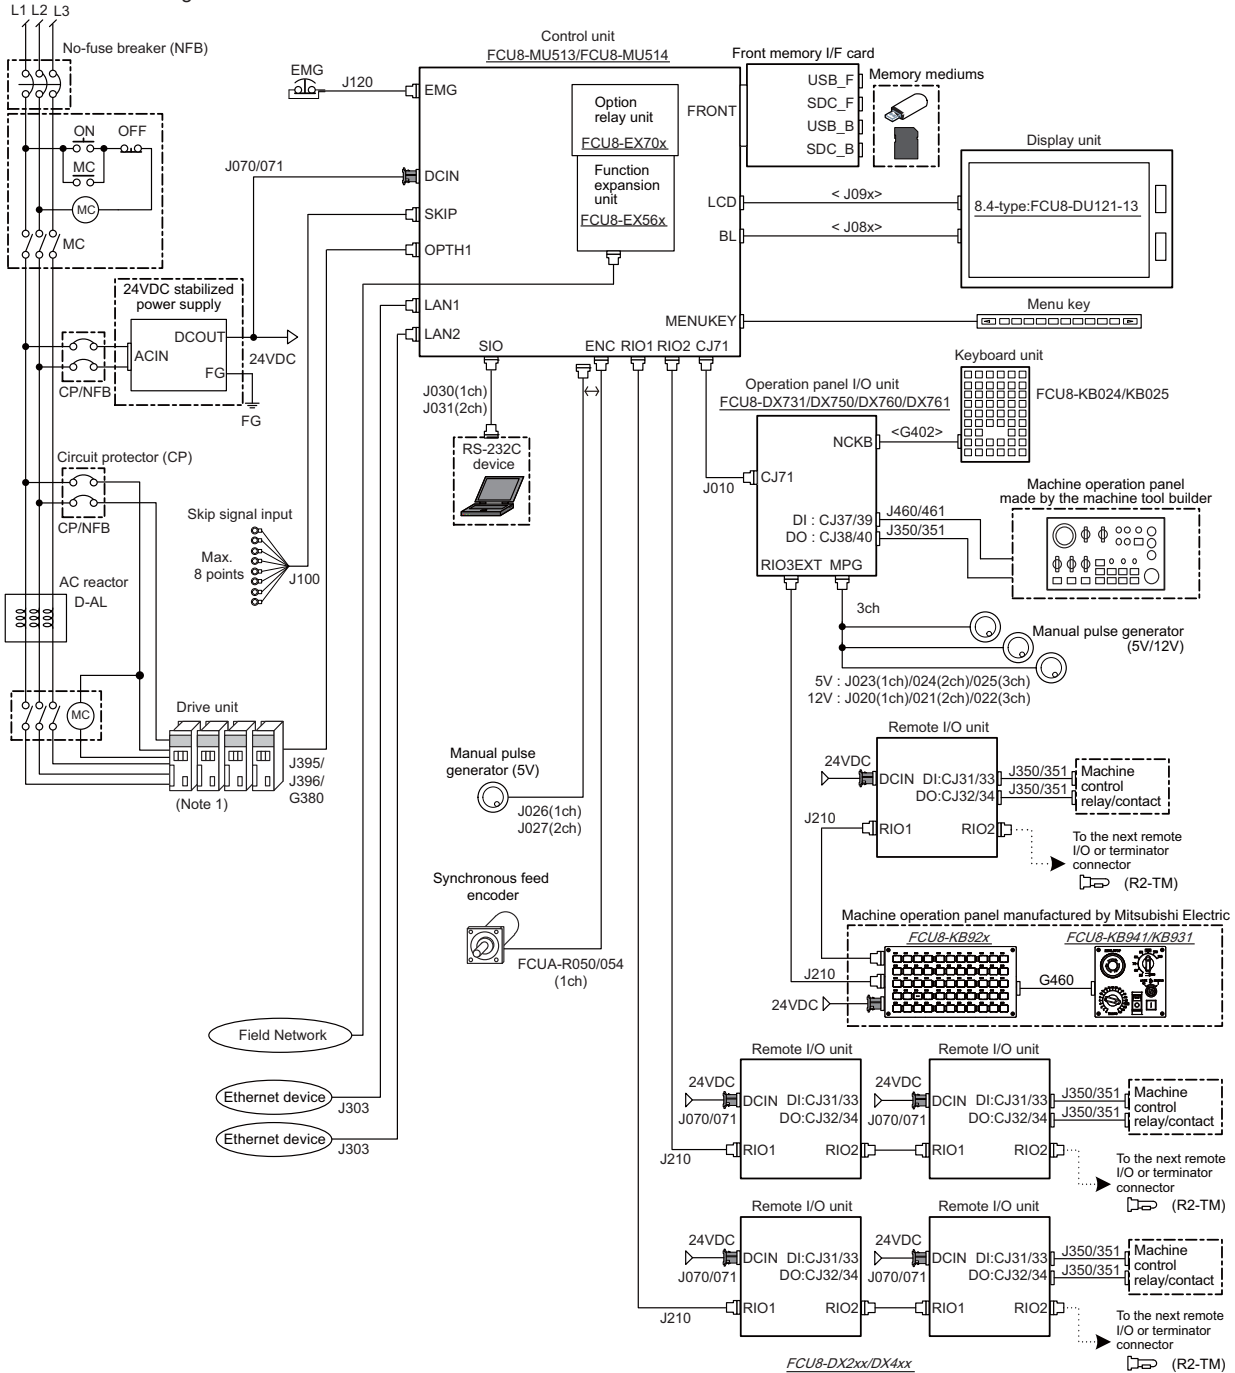 L1 L2 L3
No-fuse breaker (NFB)
ON OFF
MC
MC
MC
24VDC stabilized
power supply
DCOUT
ACIN
FG
24VDC
FG
CP/NFB
Circuit protector (CP)
CP/NFB
AC reactor
D-AL
MC
Drive unit
(Note 1)
J395/
J396/
G380
EMG
J120
J070/071
Skip signal input
Max.
8 points
J100
Control unit
FCU8-MU513/FCU8-MU514
EMG
DCIN
SKIP
OPTH1
LAN1
LAN2
Option
relay unit
FCU8-EX70x
Function
expansion
unit
FCU8-EX56x
FRONT
LCD
BL
MENUKEY
SIO
ENC RIO1 RIO2 CJ71
Front memory I/F card
USB_F
SDC_F
USB_B
SDC_B
Memory mediums
Display unit
8.4-type:FCU8-DU121-13
< J09x>
< J08x>
Menu key
Keyboard unit
FCU8-KB024/KB025
J030(1ch)
J031(2ch)
RS-232C
device
Operation panel I/O unit
FCU8-DX731/DX750/DX760/DX761
NCKB
<G402>
CJ71
J010
DI : CJ37/39
DO : CJ38/40
RIO3EXT MPG
J460/461
J350/351
Machine operation panel
made by the machine tool builder
3ch
Manual pulse generator
(5V/12V)
5V : J023(1ch)/024(2ch)/025(3ch)
12V : J020(1ch)/021(2ch)/022(3ch)
Manual pulse
generator (5V)
J026(1ch)
J027(2ch)
Synchronous feed
encoder
FCUA-R050/054
(1ch)
Remote I/O unit
24VDC
DCIN DI:CJ31/33
DO:CJ32/34
RIO1 RIO2
J350/351
J350/351
Machine
control
relay/contact
J210
To the next remote
I/O or terminator
connector
(R2-TM)
Machine operation panel manufactured by Mitsubishi Electric
FCU8-KB92x
FCU8-KB941/KB931
J210
24VDC
G460
Field Network
Ethernet device
J303
Ethernet device
J303
Remote I/O unit
Remote I/O unit
24VDC
J070/071
DCIN DI:CJ31/33
DO:CJ32/34
RIO1 RIO2
24VDC
J070/071
DCIN DI:CJ31/33
DO:CJ32/34
RIO1 RIO2
J350/351
J350/351
Machine
control
relay/contact
J210
To the next remote
I/O or terminator
connector
(R2-TM)
Remote I/O unit
Remote I/O unit
24VDC
J070/071
DCIN DI:CJ31/33
DO:CJ32/34
RIO1 RIO2
24VDC
J070/071
DCIN DI:CJ31/33
DO:CJ32/34
RIO1 RIO2
J350/351
J350/351
Machine
control
relay/contact
J210
To the next remote
I/O or terminator
connector
(R2-TM)
FCU8-DX2xx/DX4xx